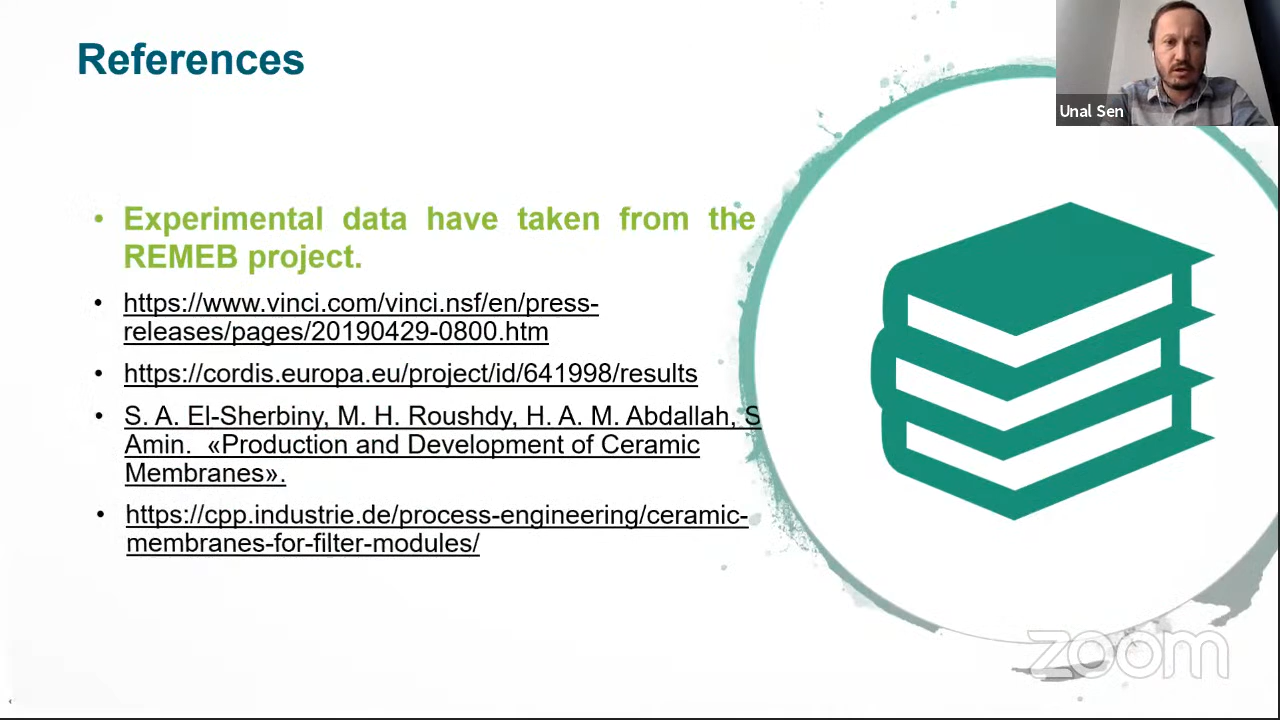 References
Unal Sen
• Experimental data have taken from the
REMEB project.
• https://www.vinci.com/vinci.nsf/en/press-
releases/pages/20190429-0800.htm
• https://cordis.europa.eu/project/id/641998/results
• S. A. El-Sherbiny, M. H. Roushdy, H. A. M. Abdallah, S
Amin. «Production and Development of Ceramic
Membranes».
• https://cpp.industrie.de/process-engineering/ceramic-
membranes-for-filter-modules/
zoom